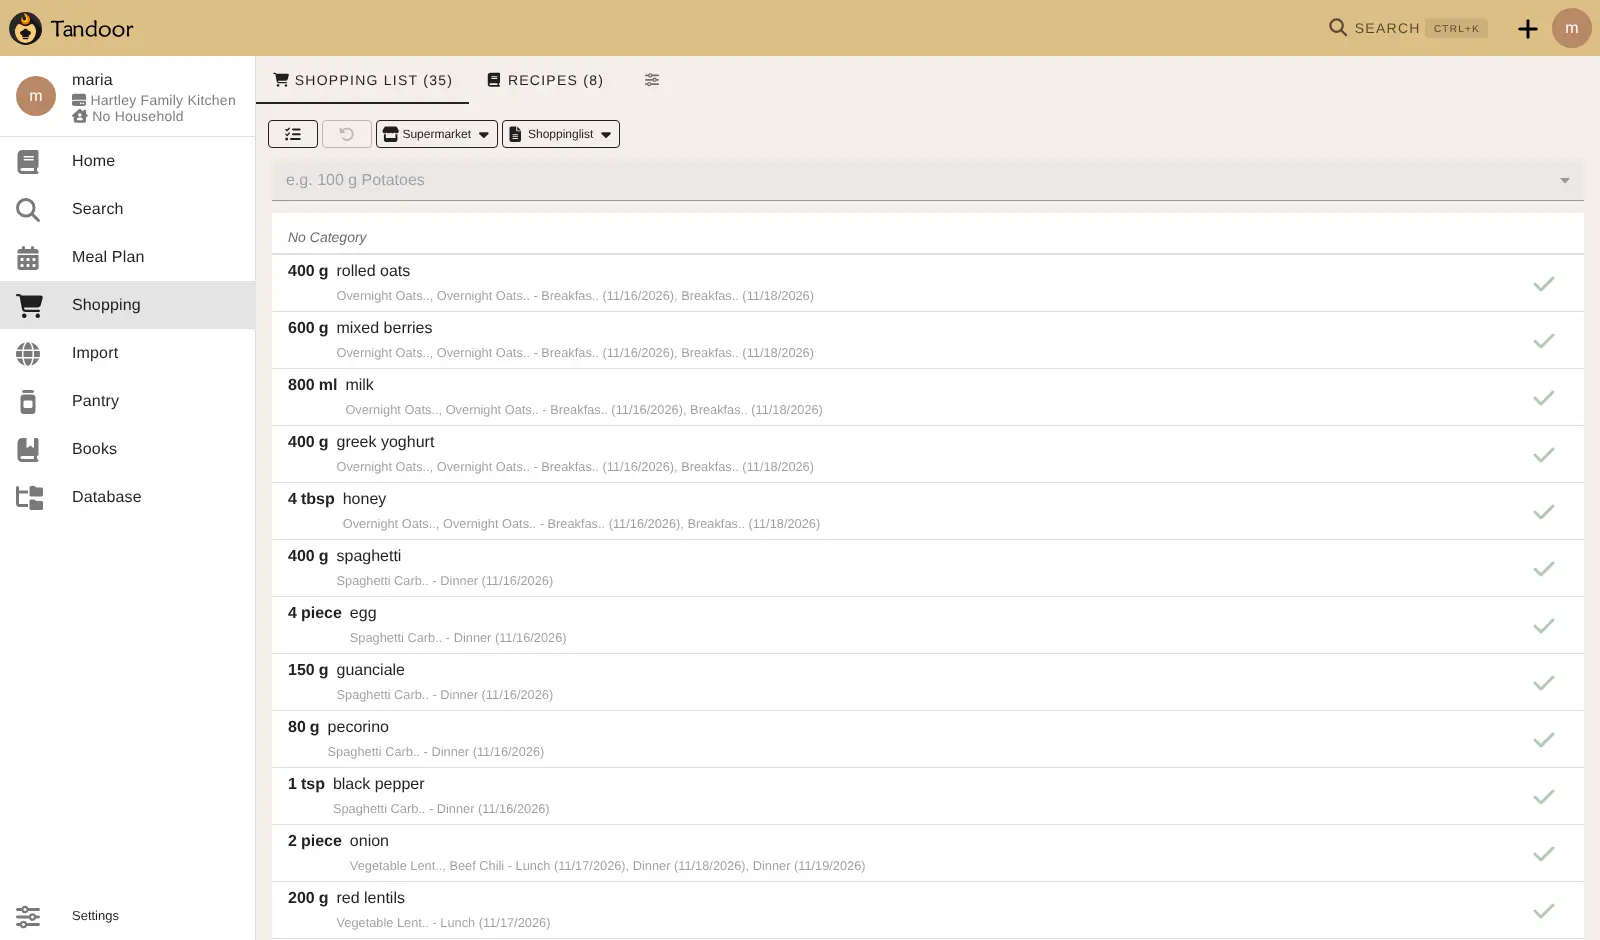 Tandoor
SEARCH CTRL+K
m
m
maria
Hartley Family Kitchen
No Household
Home
Search
Meal Plan
Shopping
Import
Pantry
Books
Database
Settings
SHOPPING LIST (35)
RECIPES (8)
Supermarket
Shoppinglist
e.g. 100 g Potatoes
No Category
400 g rolled oats
Overnight Oats.., Overnight Oats.. - Breakfas.. (11/16/2026), Breakfas.. (11/18/2026)
600 g mixed berries
Overnight Oats.., Overnight Oats.. - Breakfas.. (11/16/2026), Breakfas.. (11/18/2026)
800 ml milk
Overnight Oats.., Overnight Oats.. - Breakfas.. (11/16/2026), Breakfas.. (11/18/2026)
400 g greek yoghurt
Overnight Oats.., Overnight Oats.. - Breakfas.. (11/16/2026), Breakfas.. (11/18/2026)
4 tbsp honey
Overnight Oats.., Overnight Oats.. - Breakfas.. (11/16/2026), Breakfas.. (11/18/2026)
400 g spaghetti
Spaghetti Carb.. - Dinner (11/16/2026)
4 piece egg
Spaghetti Carb.. - Dinner (11/16/2026)
150 g guanciale
Spaghetti Carb.. - Dinner (11/16/2026)
80 g pecorino
Spaghetti Carb.. - Dinner (11/16/2026)
1 tsp black pepper
Spaghetti Carb.. - Dinner (11/16/2026)
2 piece onion
Vegetable Lent.., Beef Chili - Lunch (11/17/2026), Dinner (11/18/2026), Dinner (11/19/2026)
200 g red lentils
Vegetable Lent.. - Lunch (11/17/2026)